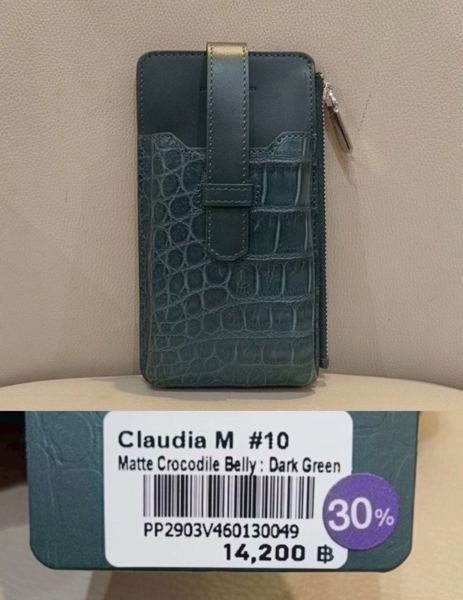 Claudia M #10
Matte Crocodile Belly : Dark Green
PP2903V460130049
14,200 ฿
30%